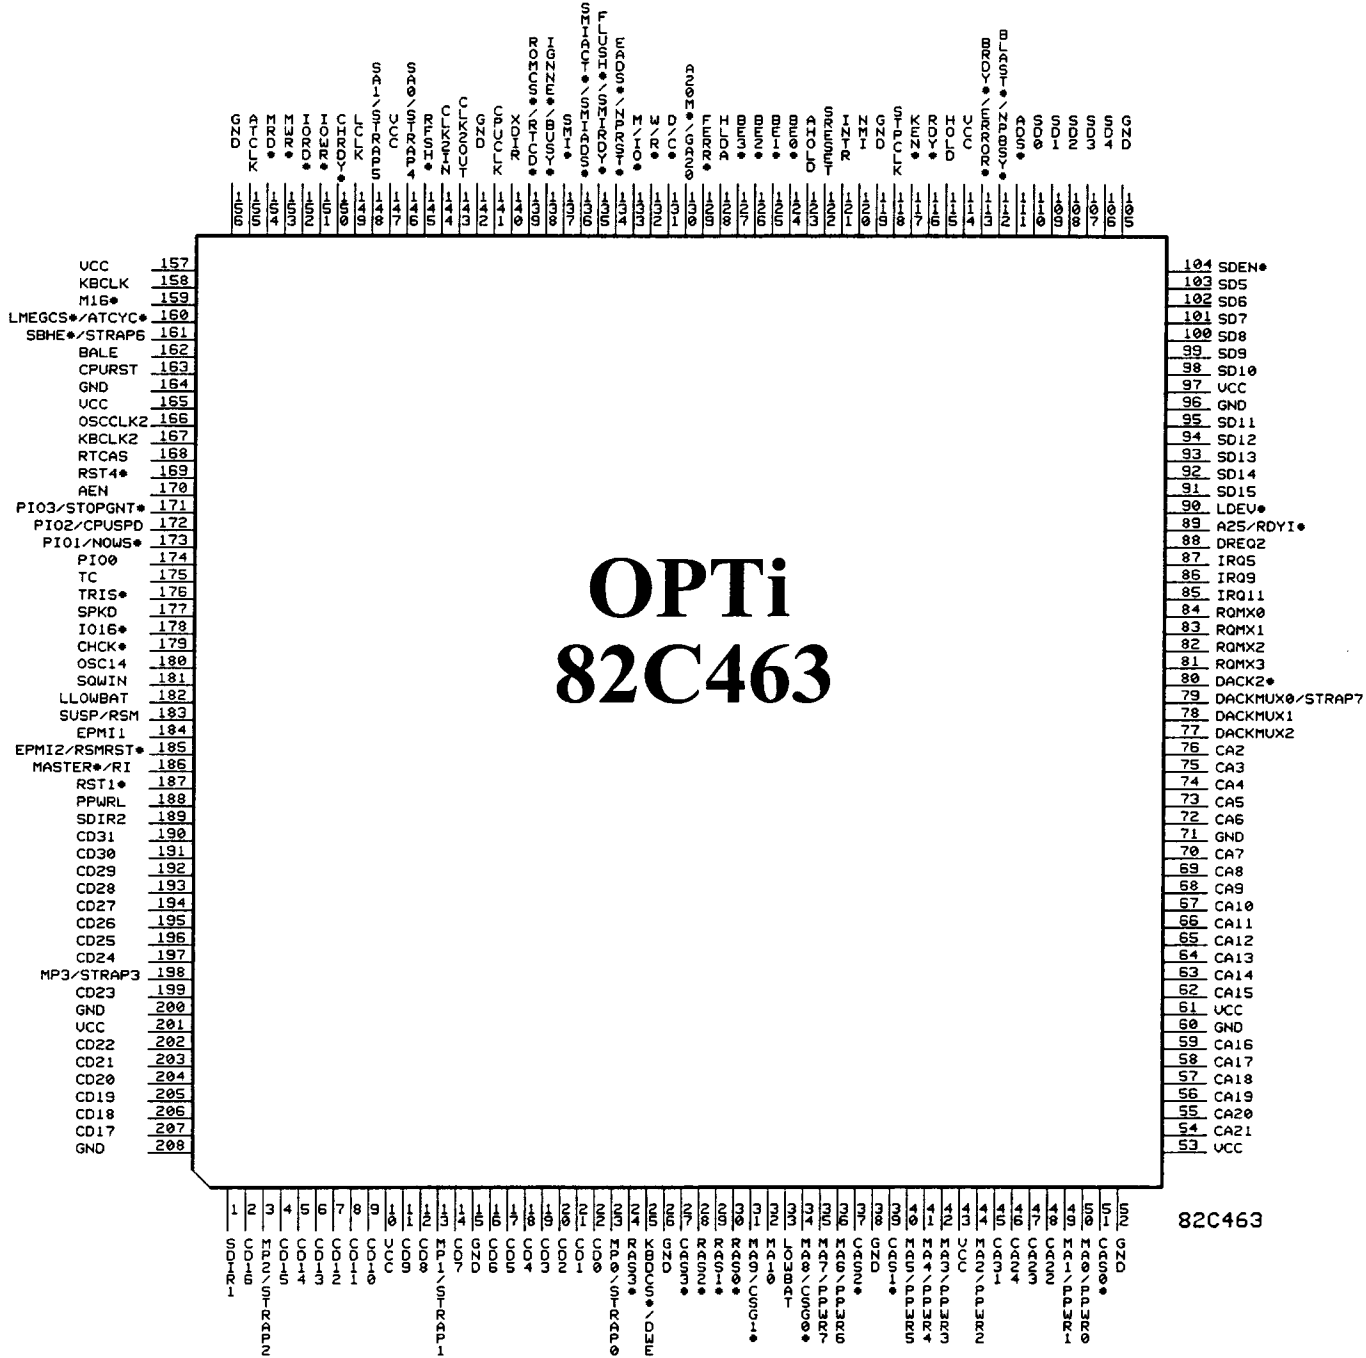 GND 156
ATCLK 155
MRD* 154
MWR* 153
IORD* 152
IOWR* 151
CHRDY* 150
LCLK 149
SA1/STRAP5 148
VCC 147
SA0/STRAP4 146
RFSH* 145
CLK2IN 144
CLK2OUT 143
GND 142
CPUCLK 141
XDIR 140
ROMCS*/RTCD* 139
IGNNE*/BUSY* 138
SMI* 137
SMIACT*/SMIADS* 136
FLUSH*/SMIRDY* 135
EADS*/NPRST* 134
M/IO* 133
W/R* 132
D/C* 131
A20M*/GA20 130
FERR* 129
HLDA 128
BE3* 127
BE2* 126
BE1* 125
BE0* 124
AHOLD 123
SRESET 122
INTR 121
NMI 120
GND 119
STPCLK 118
KEN* 117
RDY* 116
HOLD 115
VCC 114
BRDY*/ERROR* 113
BLAST*/NPBSY* 112
ADS* 111
SD0 110
SD1 109
SD2 108
SD3 107
SD4 106
GND 105
VCC 157
KBCLK 158
M16* 159
LMEGCS*/ATCYC* 160
SBHE*/STRAP6 161
BALE 162
CPURST 163
GND 164
VCC 165
OSCCLK2 166
KBCLK2 167
RTCAS 168
RST4* 169
AEN 170
PIO3/STOPGNT* 171
PIO2/CPUSPD 172
PIO1/NOWS* 173
PIO0 174
TC 175
TRIS* 176
SPKD 177
IO16* 178
CHCK* 179
OSC14 180
SQWIN 181
LLOWBAT 182
SUSP/RSM 183
EPMI1 184
EPMI2/RSMRST* 185
MASTER*/RI 186
RST1* 187
PPWRL 188
SDIR2 189
CD31 190
CD30 191
CD29 192
CD28 193
CD27 194
CD26 195
CD25 196
CD24 197
MP3/STRAP3 198
CD23 199
GND 200
VCC 201
CD22 202
CD21 203
CD20 204
CD19 205
CD18 206
CD17 207
GND 208
OPTi
82C463
104 SDEN*
103 SD5
102 SD6
101 SD7
100 SD8
99 SD9
98 SD10
97 VCC
96 GND
95 SD11
94 SD12
93 SD13
92 SD14
91 SD15
90 LDEV*
89 A25/RDYI*
88 DREQ2
87 IRQ5
86 IRQ9
85 IRQ11
84 RQMX0
83 RQMX1
82 RQMX2
81 RQMX3
80 DACK2*
79 DACKMUX0/STRAP7
78 DACKMUX1
77 DACKMUX2
76 CA2
75 CA3
74 CA4
73 CA5
72 CA6
71 GND
70 CA7
69 CA8
68 CA9
67 CA10
66 CA11
65 CA12
64 CA13
63 CA14
62 CA15
61 VCC
60 GND
59 CA16
58 CA17
57 CA18
56 CA19
55 CA20
54 CA21
53 VCC
1 SDIR1
2 CD16
3 MP2/STRAP2
4 CD15
5 CD14
6 CD13
7 CD12
8 CD11
9 CD10
10 VCC
11 CD9
12 CD8
13 MP1/STRAP1
14 CD7
15 GND
16 CD6
17 CD5
18 CD4
19 CD3
20 CD2
21 CD1
22 CD0
23 MP0/STRAP0
24 RAS3*
25 KBDCS*/DWE
26 GND
27 CAS3*
28 RAS2*
29 RAS1*
30 RAS0*
31 MA9/CSG1*
32 MA10
33 LOWBAT
34 MA8/CSG0*
35 MA7/PPWR7
36 MA6/PPWR6
37 CAS2*
38 GND
39 CAS1*
40 MA5/PPWR5
41 MA4/PPWR4
42 MA3/PPWR3
43 VCC
44 MA2/PPWR2
45 CA31
46 CA24
47 CA23
48 CA22
49 MA1/PPWR1
50 MA0/PPWR0
51 CAS0*
52 GND
82C463